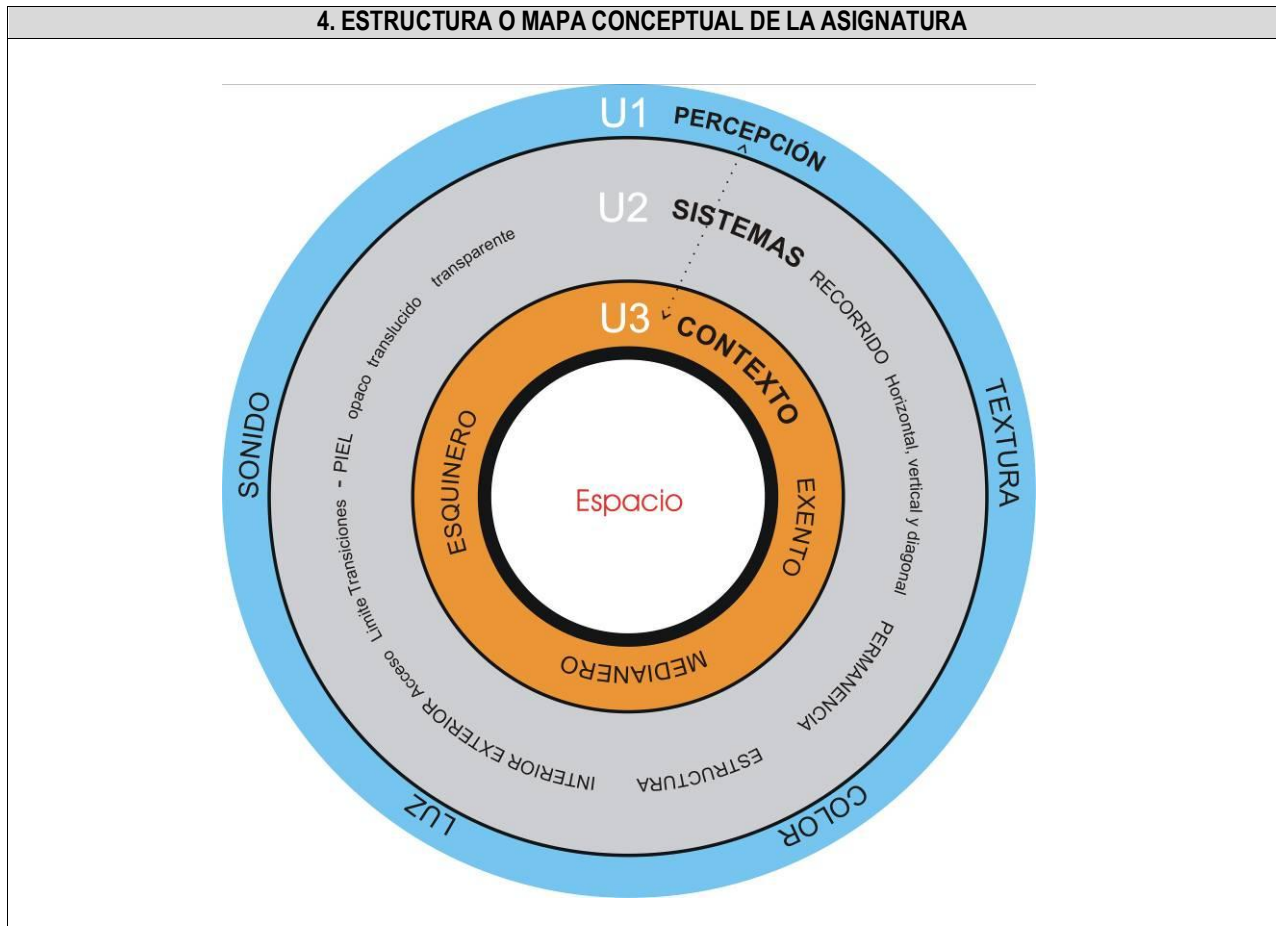 4. ESTRUCTURA O MAPA CONCEPTUAL DE LA ASIGNATURA
U1 PERCEPCIÓN
TEXTURA
COLOR
LUZ
SONIDO
U2 SISTEMAS
RECORRIDO Horizontal, vertical y diagonal
PERMANENCIA
ESTRUCTURA
INTERIOR EXTERIOR Acceso Limite Transiciones - PIEL opaco translucido transparente
U3 CONTEXTO
EXENTO
MEDIANERO
ESQUINERO
Espacio